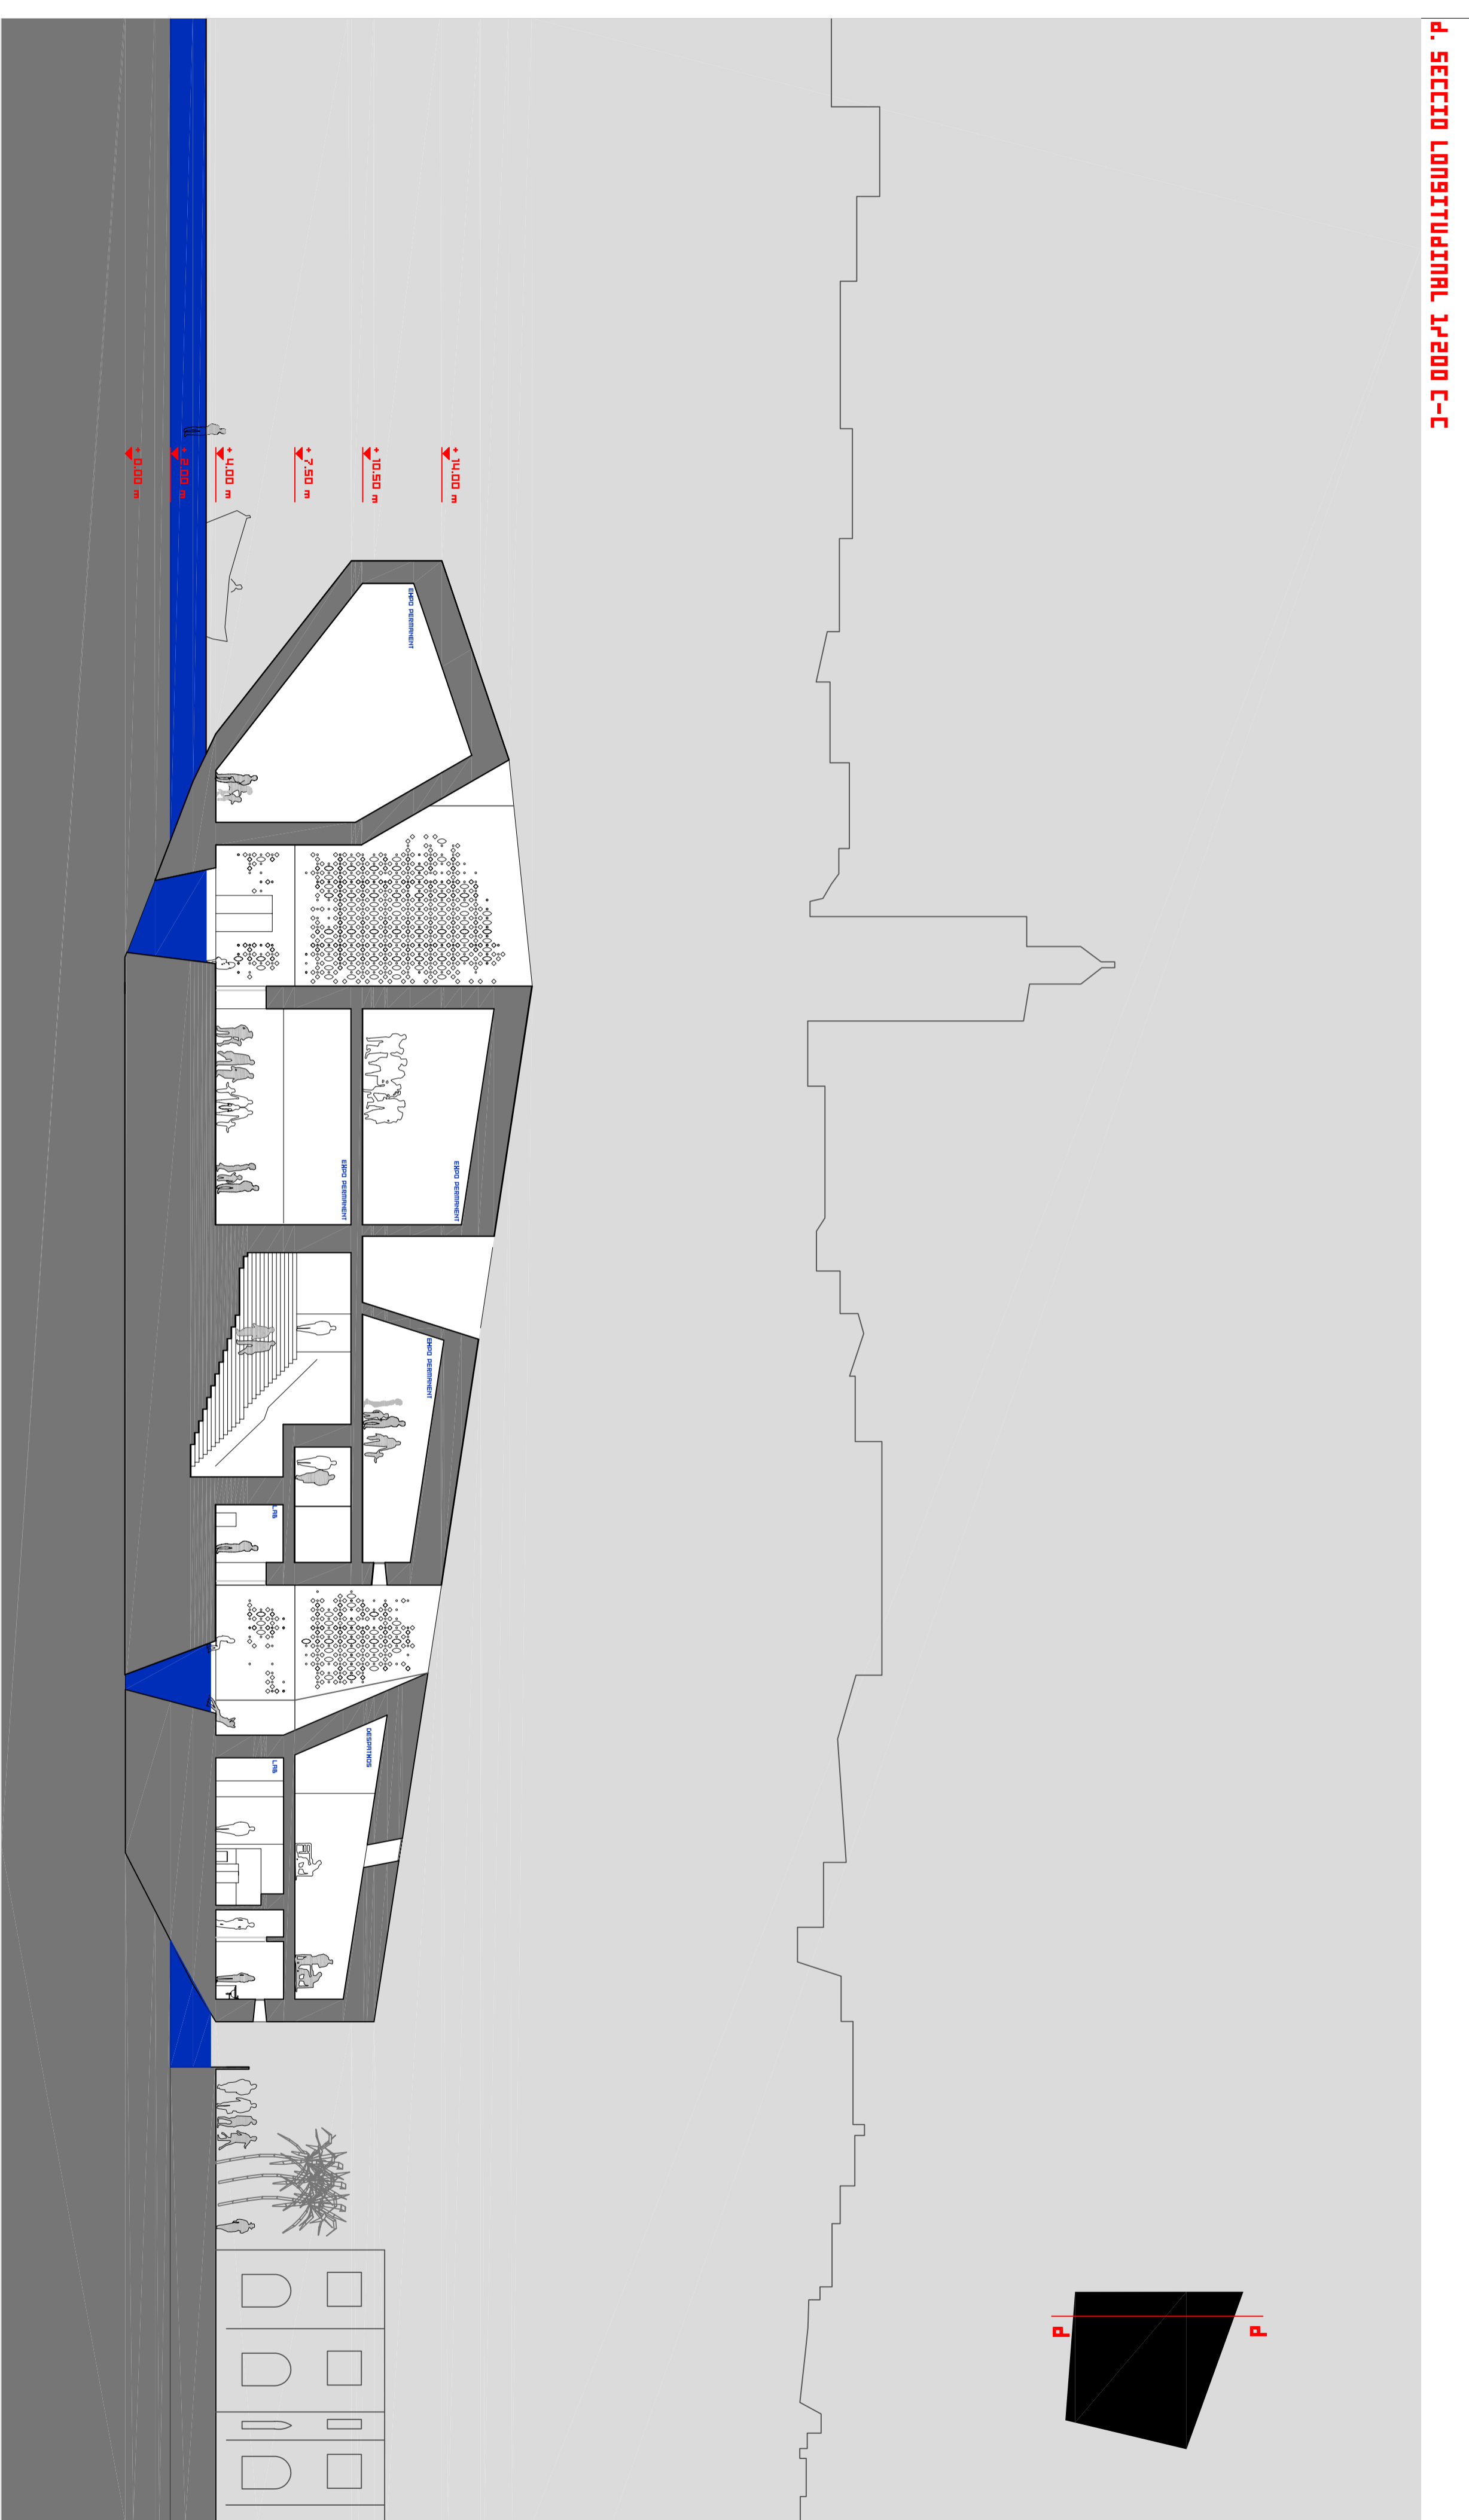 d. SECCIO LONGITUDINAL 1/200 C-C
+ 14.00 m
+ 10.50 m
+ 7.50 m
+ 4.00 m
+ 2.00 m
+ 0.00 m
EXPO PERMANENT
EXPO PERMANENT
EXPO PERMANENT
EXPO PERMANENT
LAB
DESPATXOS
LAB
d
d